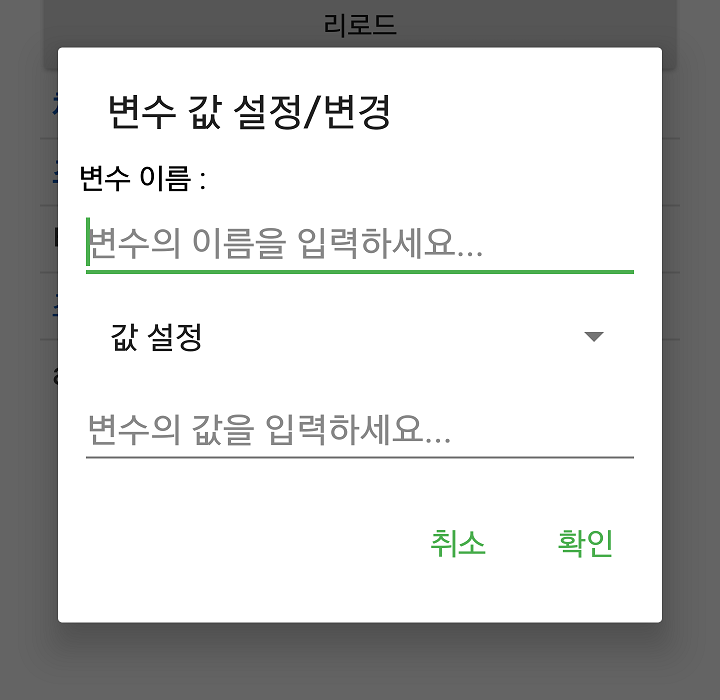 리로드
변수 값 설정/변경
변수 이름 :
변수의 이름을 입력하세요...
값 설정
변수의 값을 입력하세요...
취소
확인